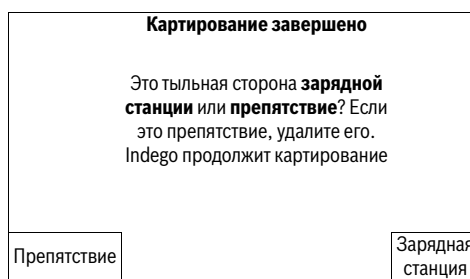 Картирование завершено
Это тыльная сторона зарядной
станции или препятствие? Если
это препятствие, удалите его.
Indego продолжит картирование
Препятствие
Зарядная
станция